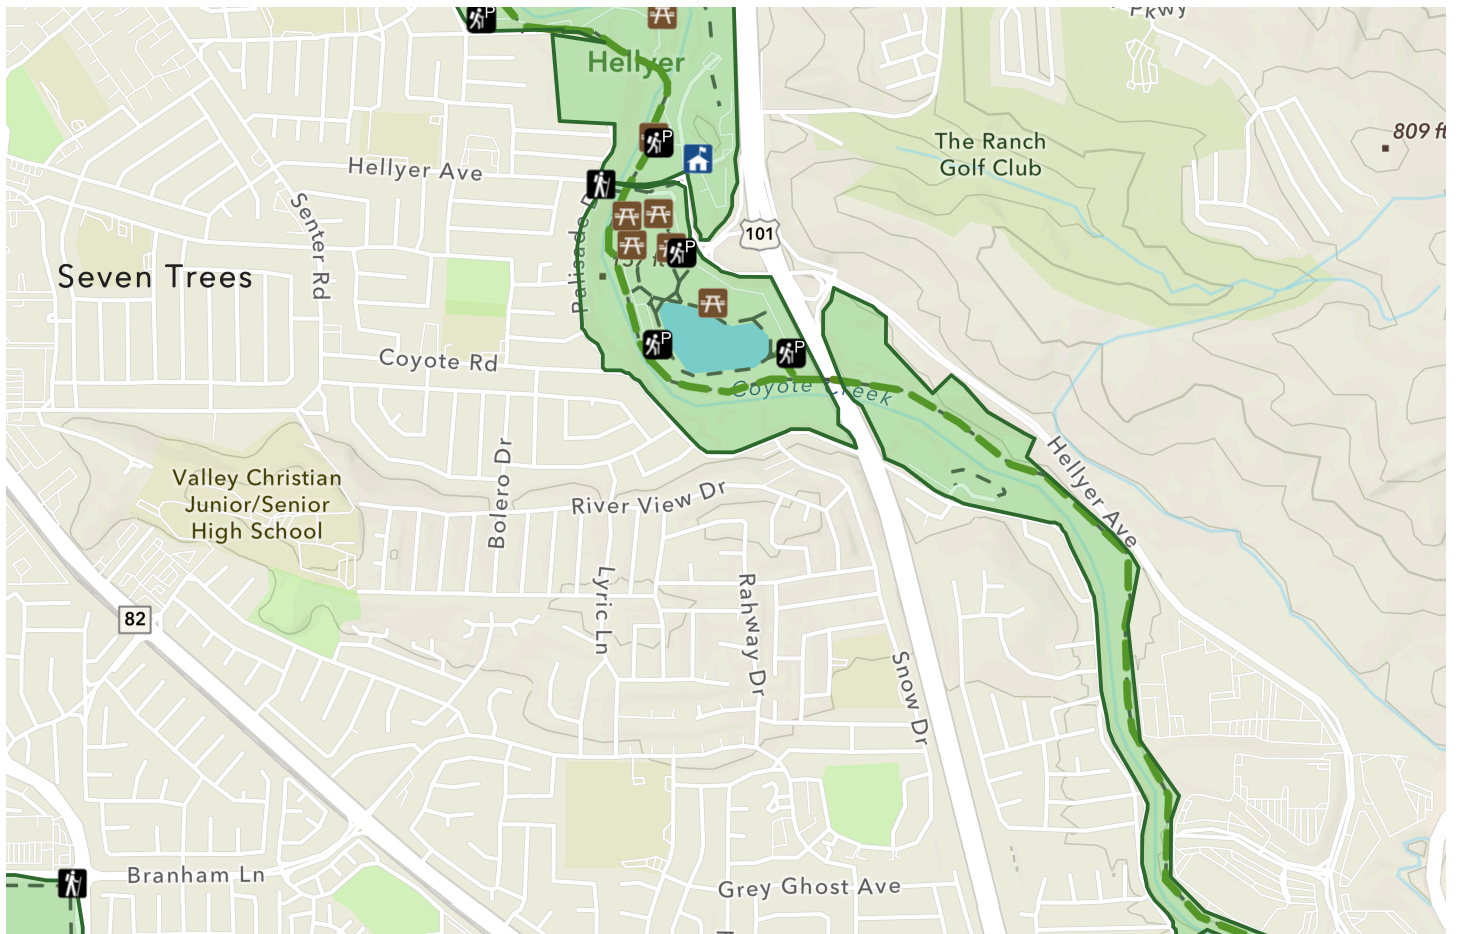 P
Pkwy
Hellyer
The Ranch
Golf Club
809 ft
P
Hellyer Ave
Senter Rd
101
Seven Trees
P
Palisade
ft
Coyote Rd
P
P
Coyote Creek
Hellyer Ave
Valley Christian
Junior/Senior
High School
Bolero Dr
River View Dr
Lyric Ln
Rahway Dr
82
Snow Dr
Branham Ln
Grey Ghost Ave